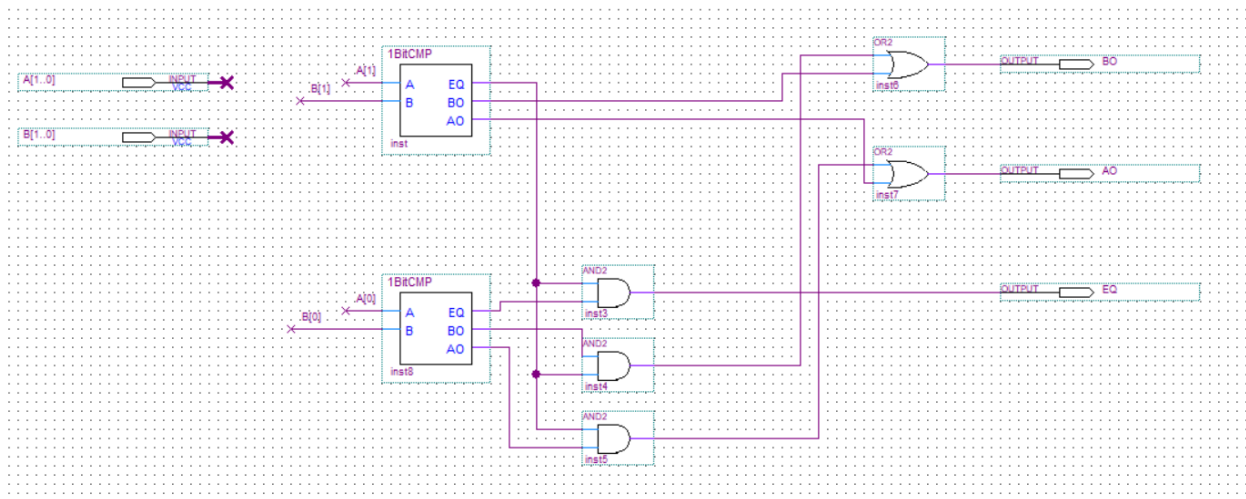 A[1..0] INPUT VCC
B[1..0] INPUT VCC
1BitCMP
A[1]
B[1]
A EQ
B BO
AO
inst
OR2
inst6
OUTPUT BO
OR2
inst7
OUTPUT AO
1BitCMP
A[0]
B[0]
A EQ
B BO
AO
inst8
AND2
inst3
OUTPUT EQ
AND2
inst4
AND2
inst5